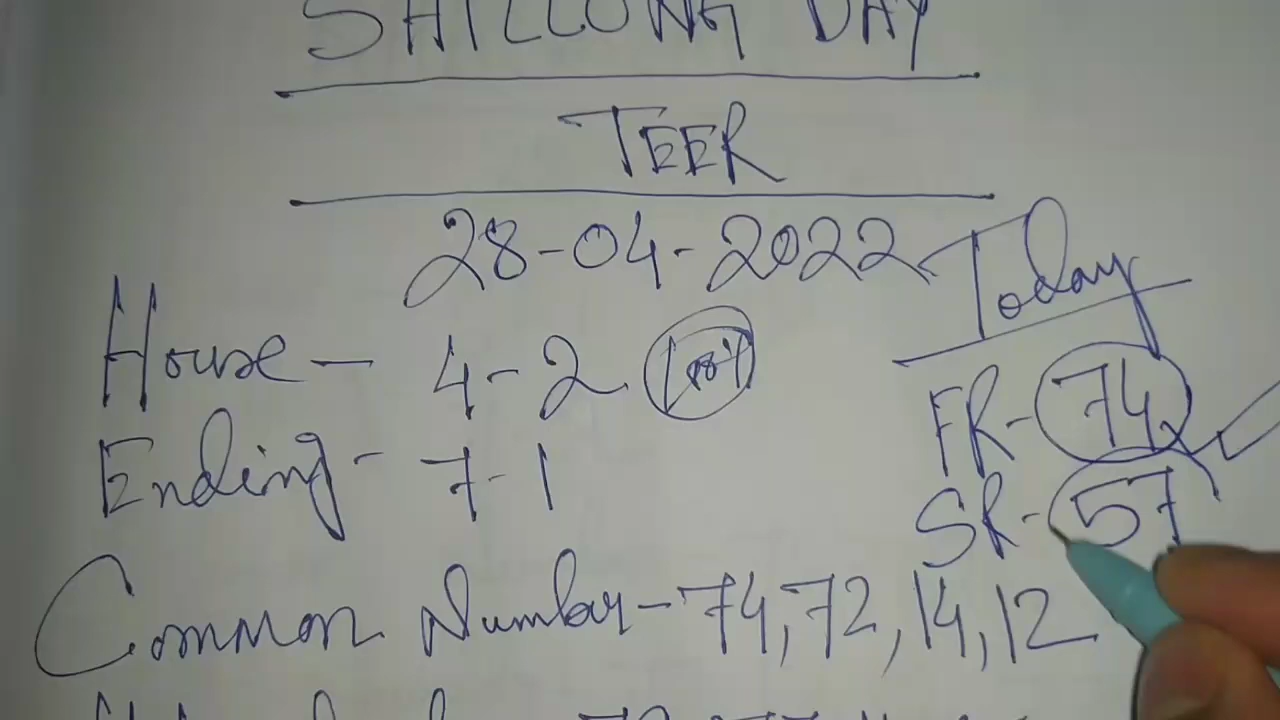 SHILLONG DAY
TEER
28-04-2022
Today
House - 4-2
FR-74
Ending - 7-1
SR-57
Common Number - 74, 72, 14, 12